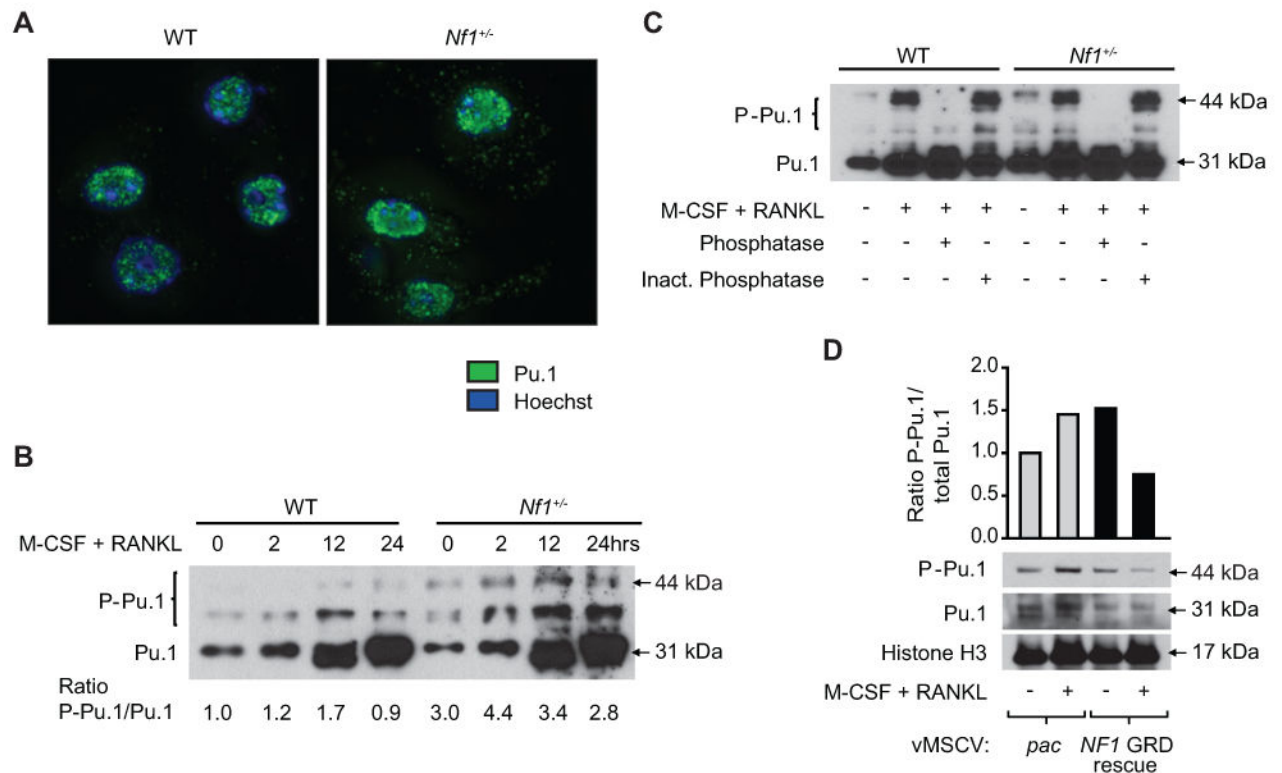 A
WT
Nf1+/-
Pu.1
Hoechst
B
WT
Nf1+/-
M-CSF + RANKL 0 2 12 24 0 2 12 24hrs
P-Pu.1
44 kDa
Pu.1
31 kDa
Ratio
P-Pu.1/Pu.1 1.0 1.2 1.7 0.9 3.0 4.4 3.4 2.8
C
WT
Nf1+/-
P-Pu.1
44 kDa
Pu.1
31 kDa
M-CSF + RANKL - + + + - + + +
Phosphatase - - + - - - + -
Inact. Phosphatase - - - + - - - +
D
Ratio P-Pu.1/
total Pu.1
2.0
1.5
1.0
0.5
0.0
P-Pu.1 44 kDa
Pu.1 31 kDa
Histone H3 17 kDa
M-CSF + RANKL - + - +
vMSCV: pac NF1 GRD
rescue